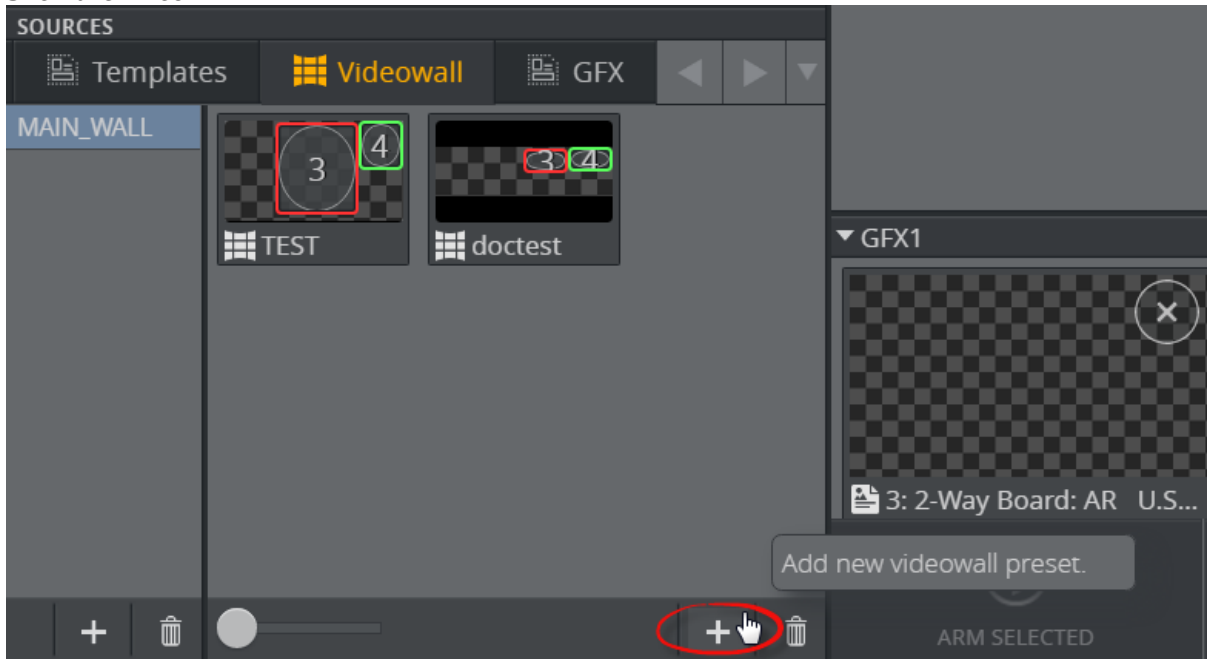 SOURCES
Templates
Videowall
GFX
MAIN_WALL
3
4
TEST
3
4
doctest
GFX1
3: 2-Way Board: AR U.S...
Add new videowall preset.
ARM SELECTED